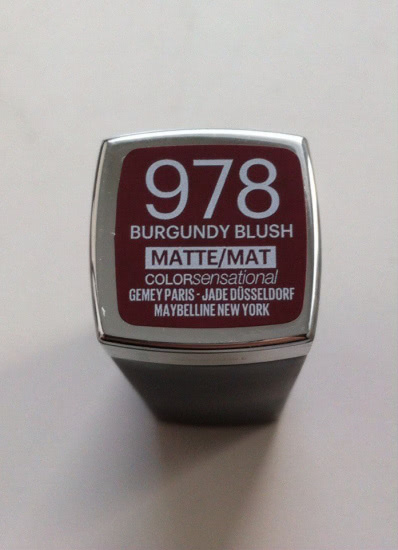 978
BURGUNDY BLUSH
MATTE/MAT
COLORsensational
GEMEY PARIS - JADE DÜSSELDORF
MAYBELLINE NEW YORK